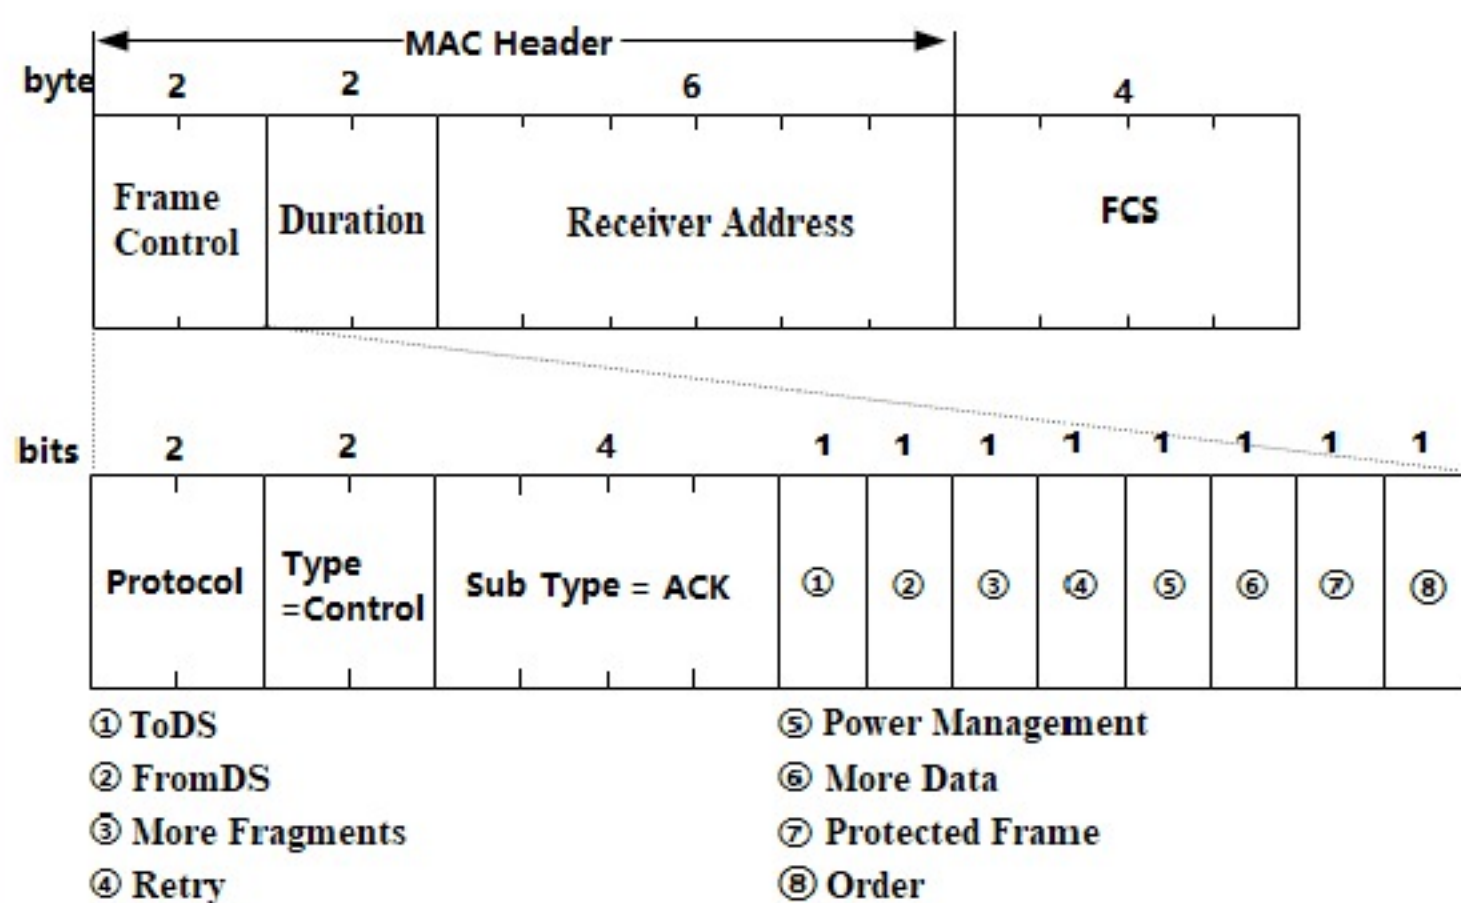 MAC Header
byte 2 2 6 4
Frame Control Duration Receiver Address FCS
bits 2 2 4 1 1 1 1 1 1 1 1
Protocol Type =Control Sub Type = ACK ① ② ③ ④ ⑤ ⑥ ⑦ ⑧
① ToDS
② FromDS
③ More Fragments
④ Retry
⑤ Power Management
⑥ More Data
⑦ Protected Frame
⑧ Order